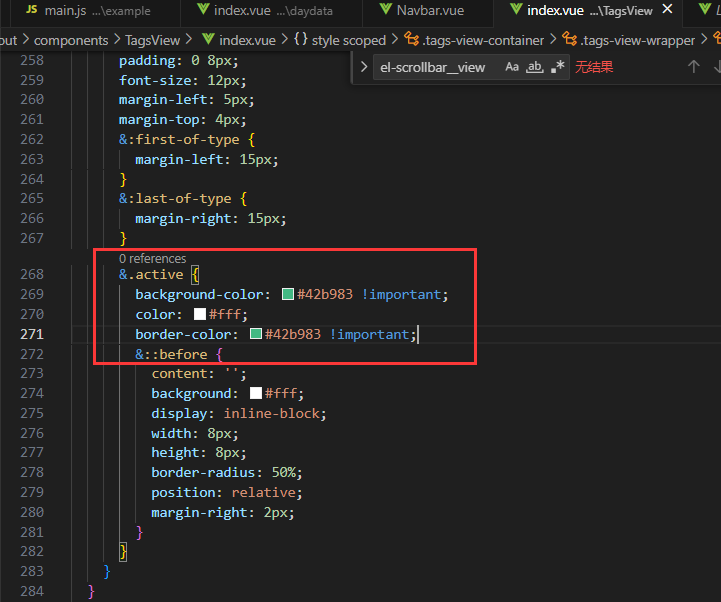 JS main.js ...\example index.vue ...\daydata Navbar.vue index.vue ...\TagsView
out > components > TagsView > index.vue > {} style scoped > .tags-view-container > .tags-view-wrapper >
el-scrollbar__view Aa ab .* 无结果
258 padding: 0 8px;
259 font-size: 12px;
260 margin-left: 5px;
261 margin-top: 4px;
262 &:first-of-type {
263 margin-left: 15px;
264 }
265 &:last-of-type {
266 margin-right: 15px;
267 }
0 references
268 &.active {
269 background-color: #42b983 !important;
270 color: #fff;
271 border-color: #42b983 !important;
272 &::before {
273 content: '';
274 background: #fff;
275 display: inline-block;
276 width: 8px;
277 height: 8px;
278 border-radius: 50%;
279 position: relative;
280 margin-right: 2px;
281 }
282 }
283 }
284 }